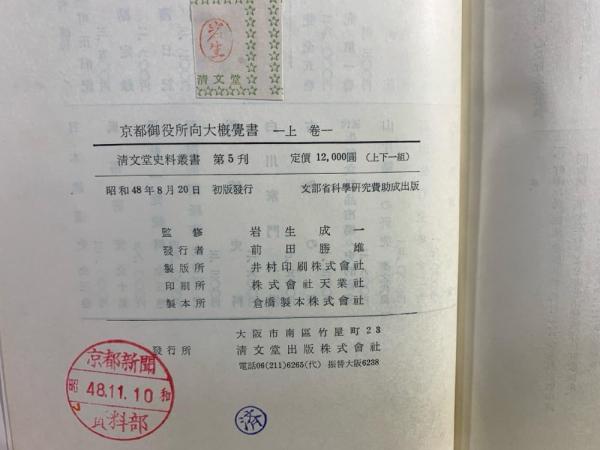 岩生
清文堂
京都御役所向大概覺書 ―上 巻―
清文堂史料叢書 第5刊 定價 12,000圓 (上下一組)
昭和48年8月20日 初版發行 文部省科學研究費助成出版
監修 岩生成一
發行者 前田勝雄
製版所 井村印刷株式會社
印刷所 株式會社天業社
製本所 倉橋製本株式會社
大阪市南區竹屋町23
發行所 清文堂出版株式會社
電話06(211)6265(代) 振替大阪6238
京都新聞
昭 48.11.10 和
資料部